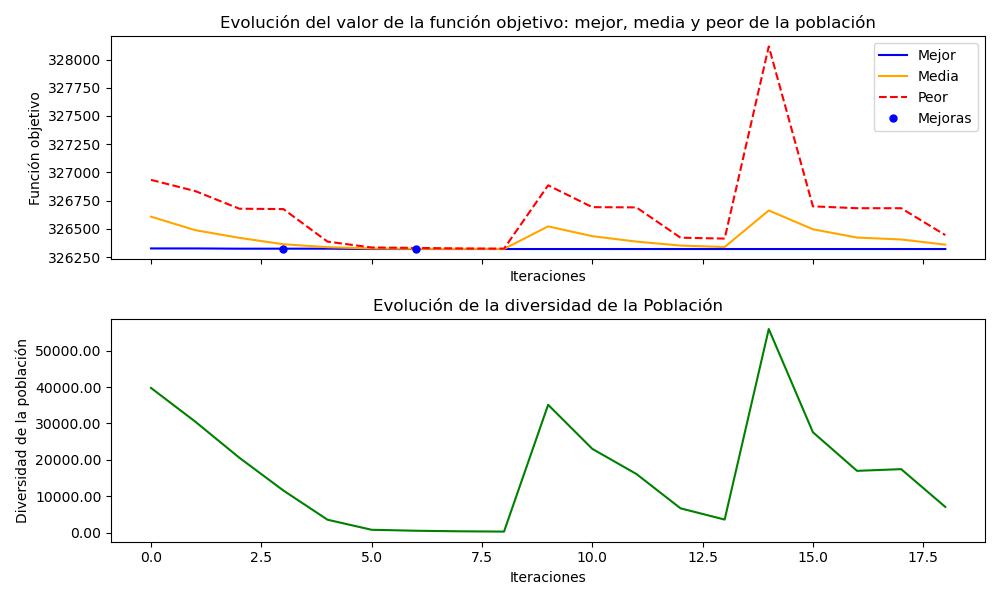 Evolución del valor de la función objetivo: mejor, media y peor de la población
Función objetivo
328000
327750
327500
327250
327000
326750
326500
326250
Mejor
Media
Peor
Mejoras
Iteraciones
Evolución de la diversidad de la Población
Diversidad de la población
50000.00
40000.00
30000.00
20000.00
10000.00
0.00
0.0 2.5 5.0 7.5 10.0 12.5 15.0 17.5
Iteraciones